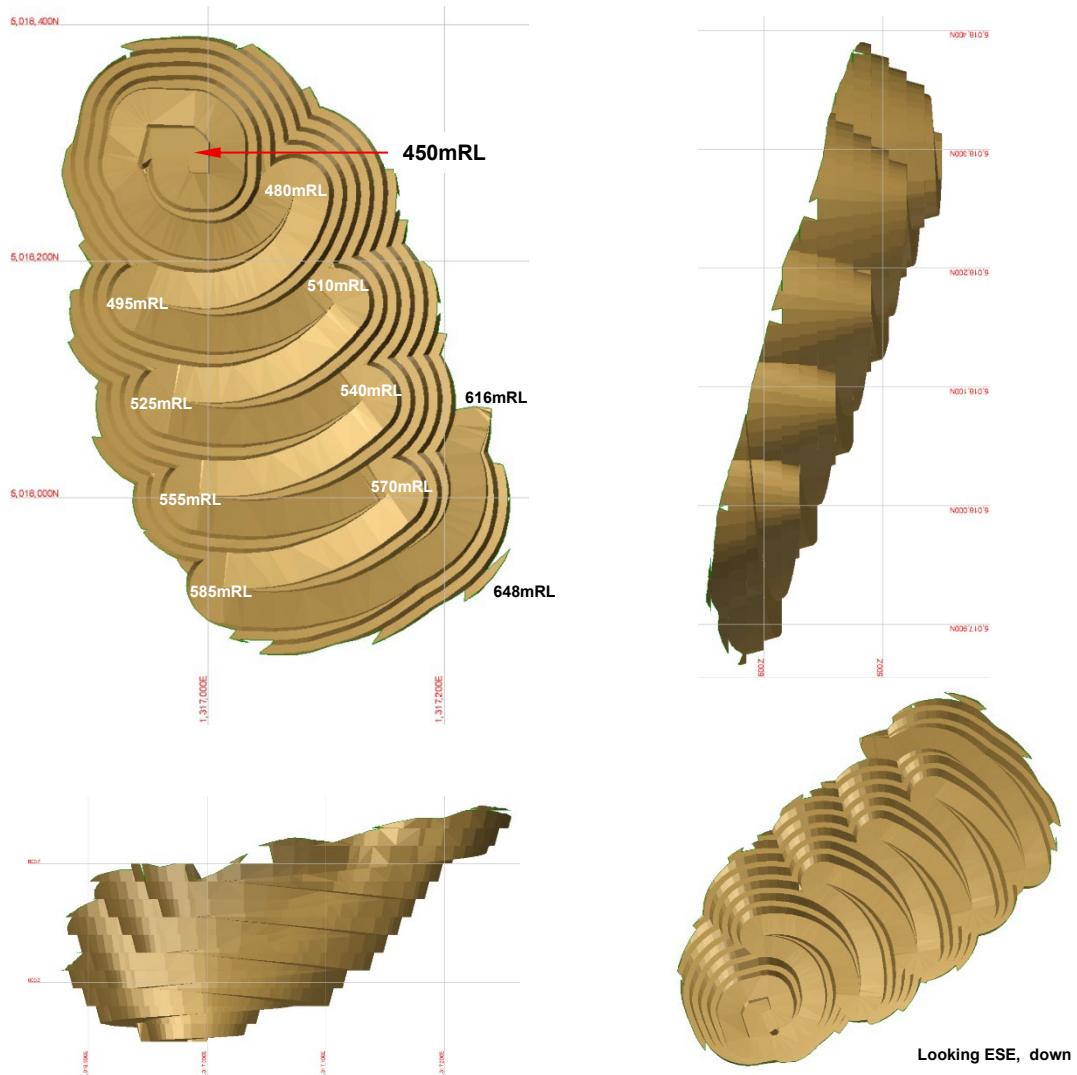 5,018,400N
450mRL
480mRL
5,018,200N
510mRL
495mRL
540mRL
525mRL
616mRL
570mRL
5,018,000N
555mRL
585mRL
648mRL
1,317,000E
1,317,200E
5,018,400N
5,018,300N
5,018,200N
5,018,100N
5,018,000N
5,017,900N
600Z
500Z
Looking ESE, down